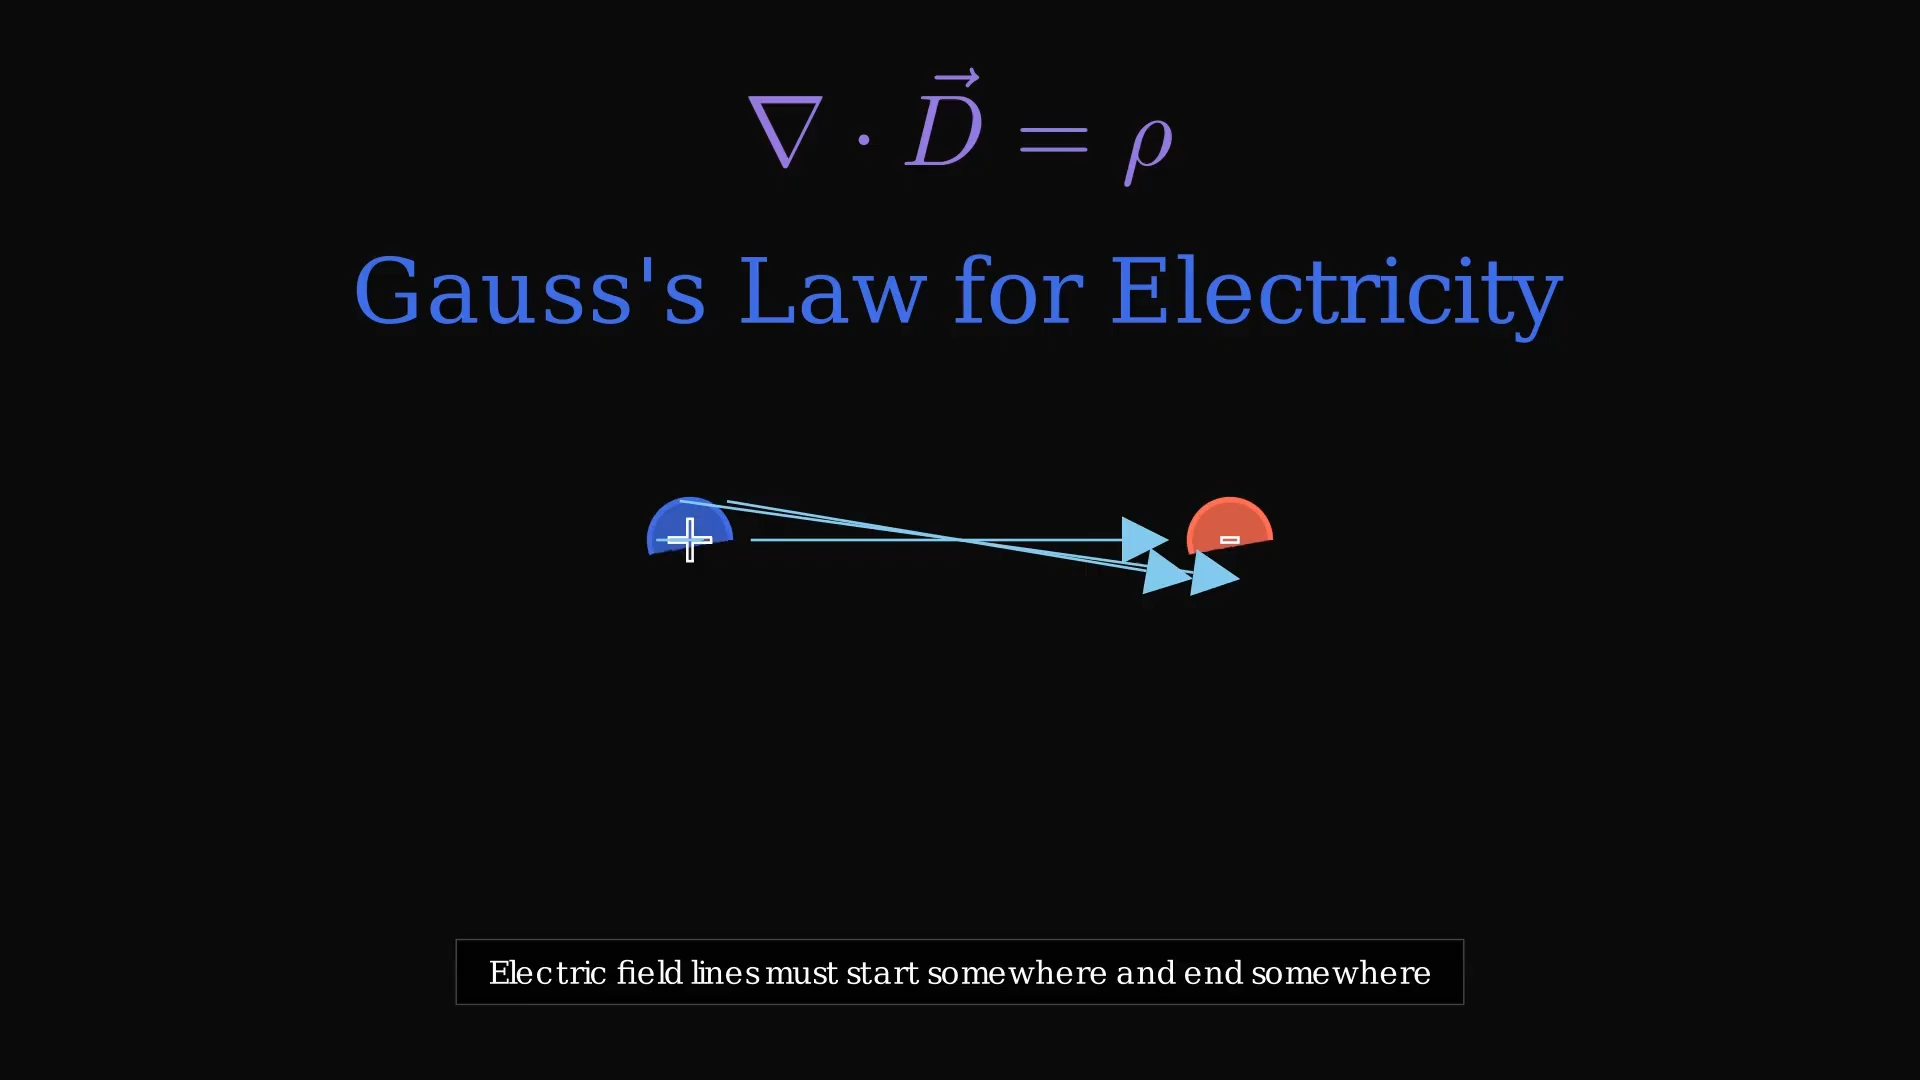 ∇ · D⃗ = ρ
Gauss's Law for Electricity
+ -
Electric field lines must start somewhere and end somewhere